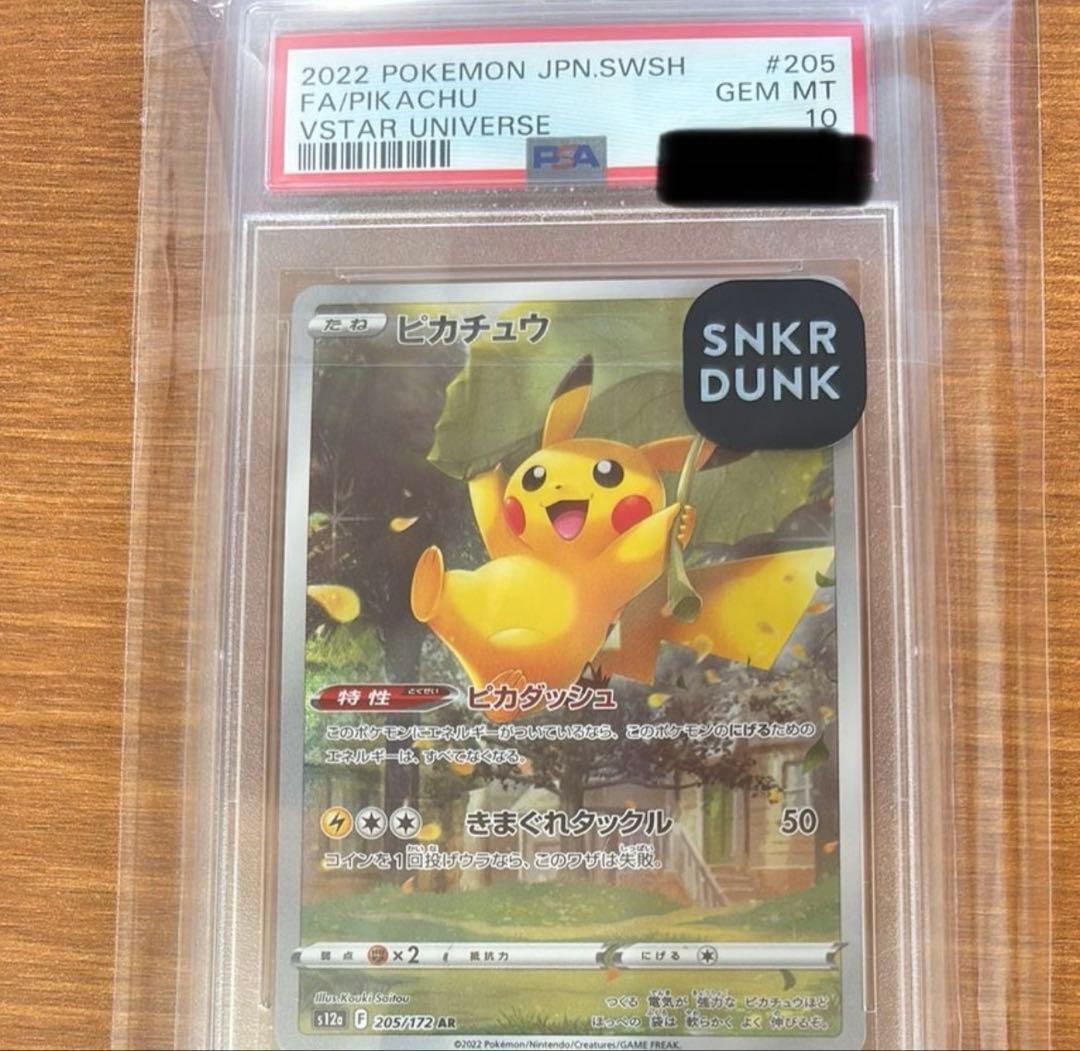 2022 POKEMON JPN.SWSH #205
FA/PIKACHU GEM MT
VSTAR UNIVERSE 10
PSA
SNKR
DUNK
たね ピカチュウ
特性 とくせい ピカダッシュ
このポケモンにエネルギーがついているなら、このポケモンのにげるための
エネルギーは、すべてなくなる。
きまぐれタックル 50
コインを1回投げウラなら、このワザは失敗。
弱点 ×2 抵抗力 にげる
Illus.Kouki Saitou
つくる 電気が 強力な ピカチュウほど
ほっぺの 袋は 軟らかく よく 伸びるぞ。
s12a F 205/172 AR
©2022 Pokémon/Nintendo/Creatures/GAME FREAK.